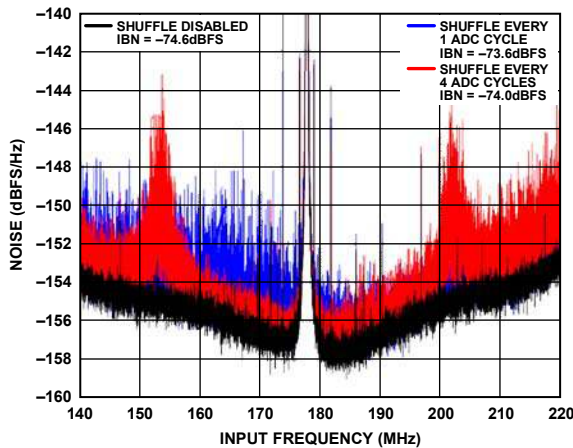 SHUFFLE DISABLED
IBN = –74.6dBFS
SHUFFLE EVERY
1 ADC CYCLE
IBN = –73.6dBFS
SHUFFLE EVERY
4 ADC CYCLES
IBN = –74.0dBFS
–140
–142
–144
–146
–148
–150
–152
–154
–156
–158
–160
NOISE (dBFS/Hz)
140 150 160 170 180 190 200 210 220
INPUT FREQUENCY (MHz)